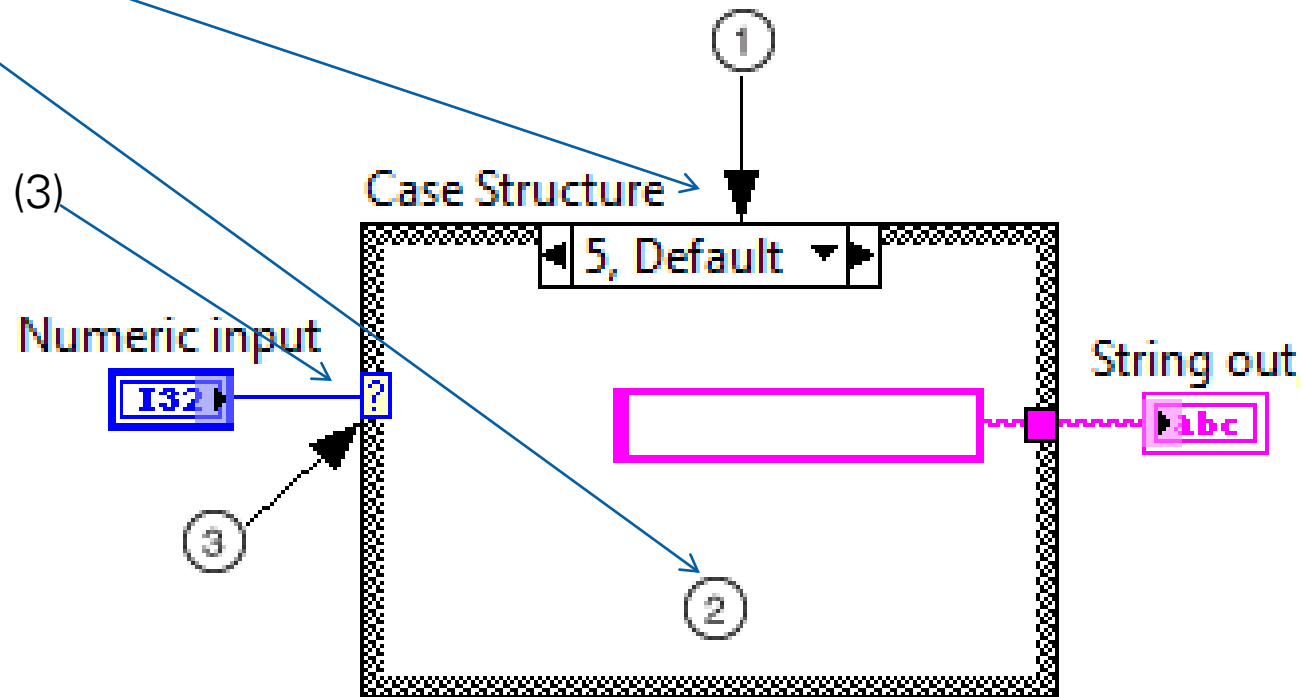 1
(3)
Case Structure
5, Default
Numeric input
String out
I32
?
abc
3
2